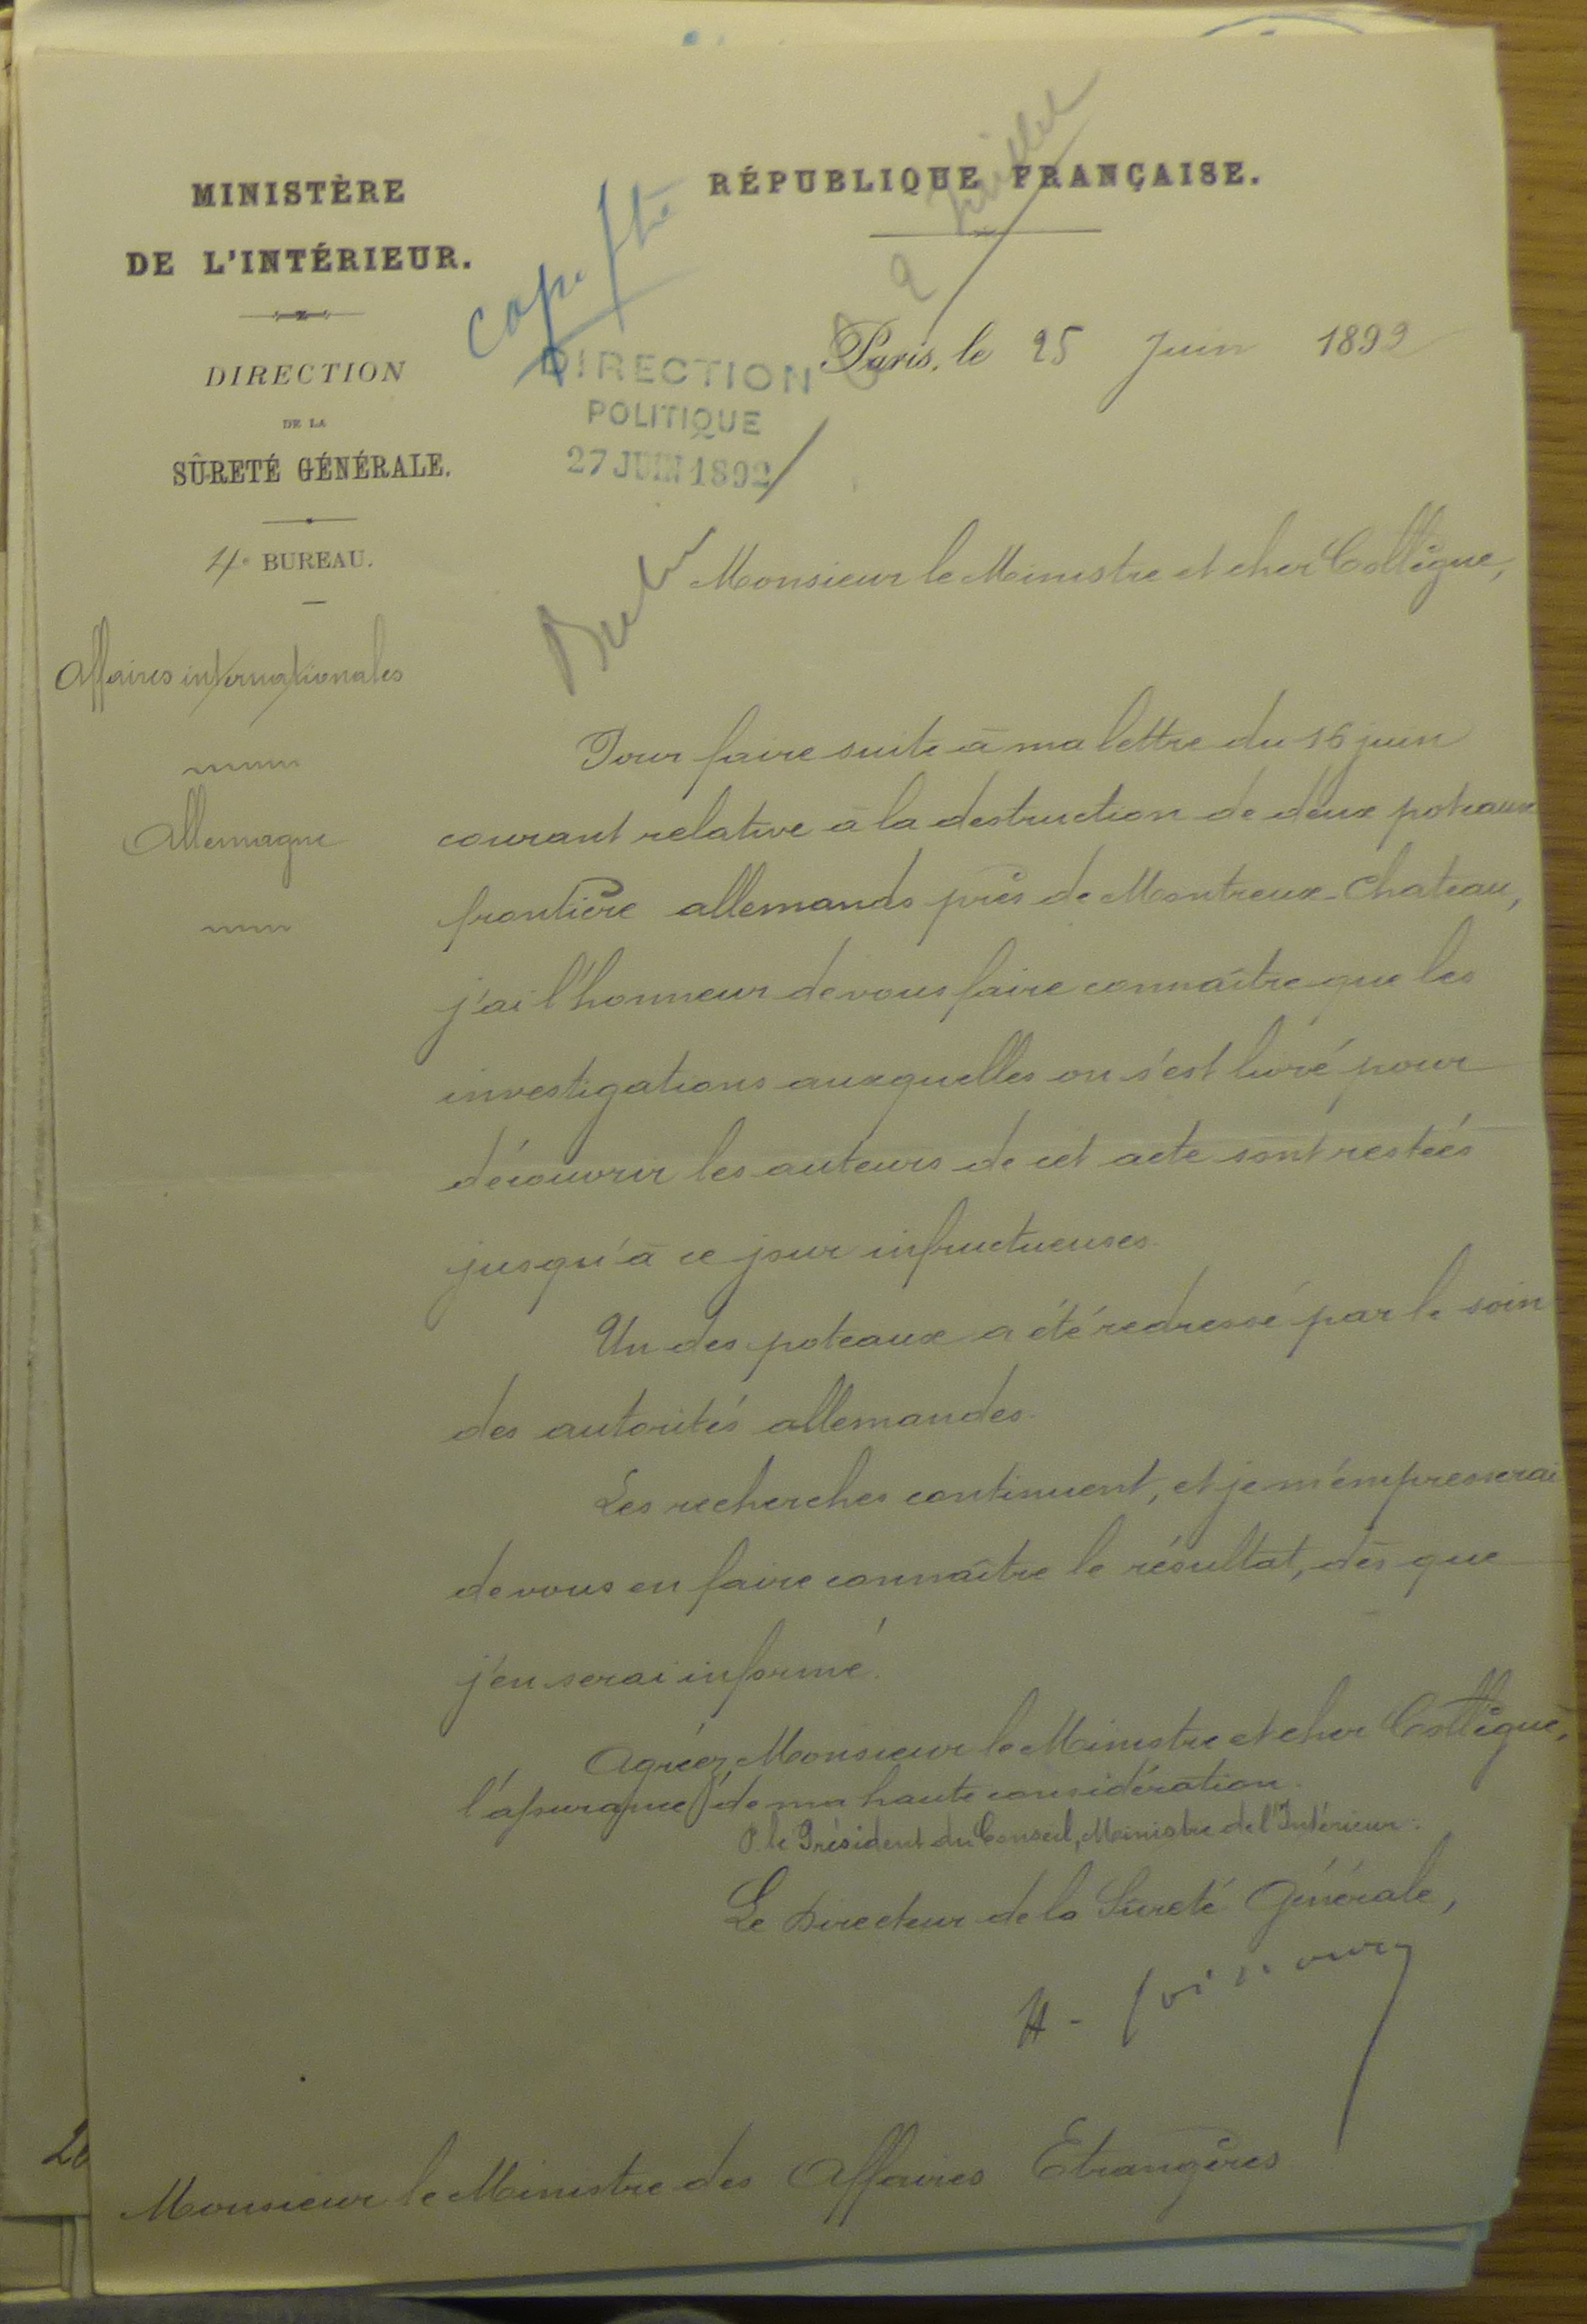 MINISTÈRE
DE L'INTÉRIEUR.
DIRECTION
DE LA
SÛRETÉ GÉNÉRALE.
4e BUREAU.
Affaires internationales
Allemagne
RÉPUBLIQUE FRANÇAISE.
2 Juillet
Paris, le 25 Juin 1892
DIRECTION
POLITIQUE
27 JUIN 1892
Monsieur le Ministre et cher Collègue,
Pour faire suite à ma lettre du 16 juin
courant relative à la destruction de deux poteaux
frontière allemands près de Montreux-Chateau,
j'ai l'honneur de vous faire connaître que les
investigations auxquelles on s'est livré pour
découvrir les auteurs de cet acte sont restées
jusqu'à ce jour infructueuses.
Un des poteaux a été redressé par le soin
des autorités allemandes.
Les recherches continuent, et je m'empresserai
de vous en faire connaître le résultat, dès que
j'en serai informé.
Agréez, Monsieur le Ministre et cher Collègue,
l'assurance de ma haute considération.
P. le Président du Conseil, Ministre de l'Intérieur.
Le Directeur de la Sûreté Générale,
Monsieur le Ministre des Affaires Etrangères